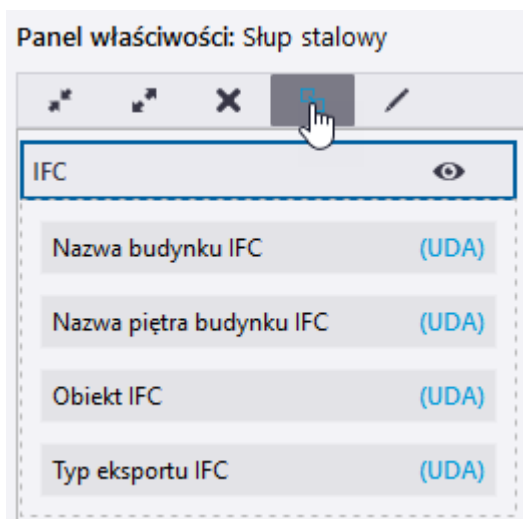 Panel właściwości: Słup stalowy
IFC
Nazwa budynku IFC (UDA)
Nazwa piętra budynku IFC (UDA)
Obiekt IFC (UDA)
Typ eksportu IFC (UDA)